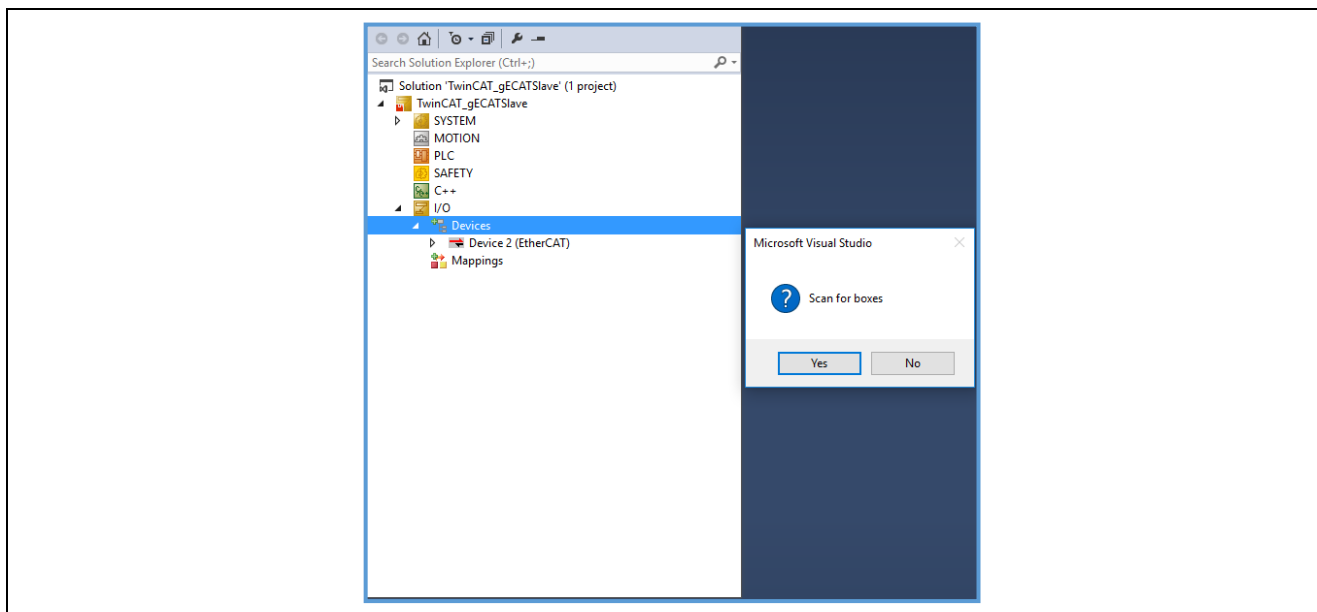 Search Solution Explorer (Ctrl+;)
Solution 'TwinCAT_gECATSlave' (1 project)
TwinCAT_gECATSlave
SYSTEM
MOTION
PLC
SAFETY
C++
I/O
Devices
Device 2 (EtherCAT)
Mappings
Microsoft Visual Studio
Scan for boxes
Yes No